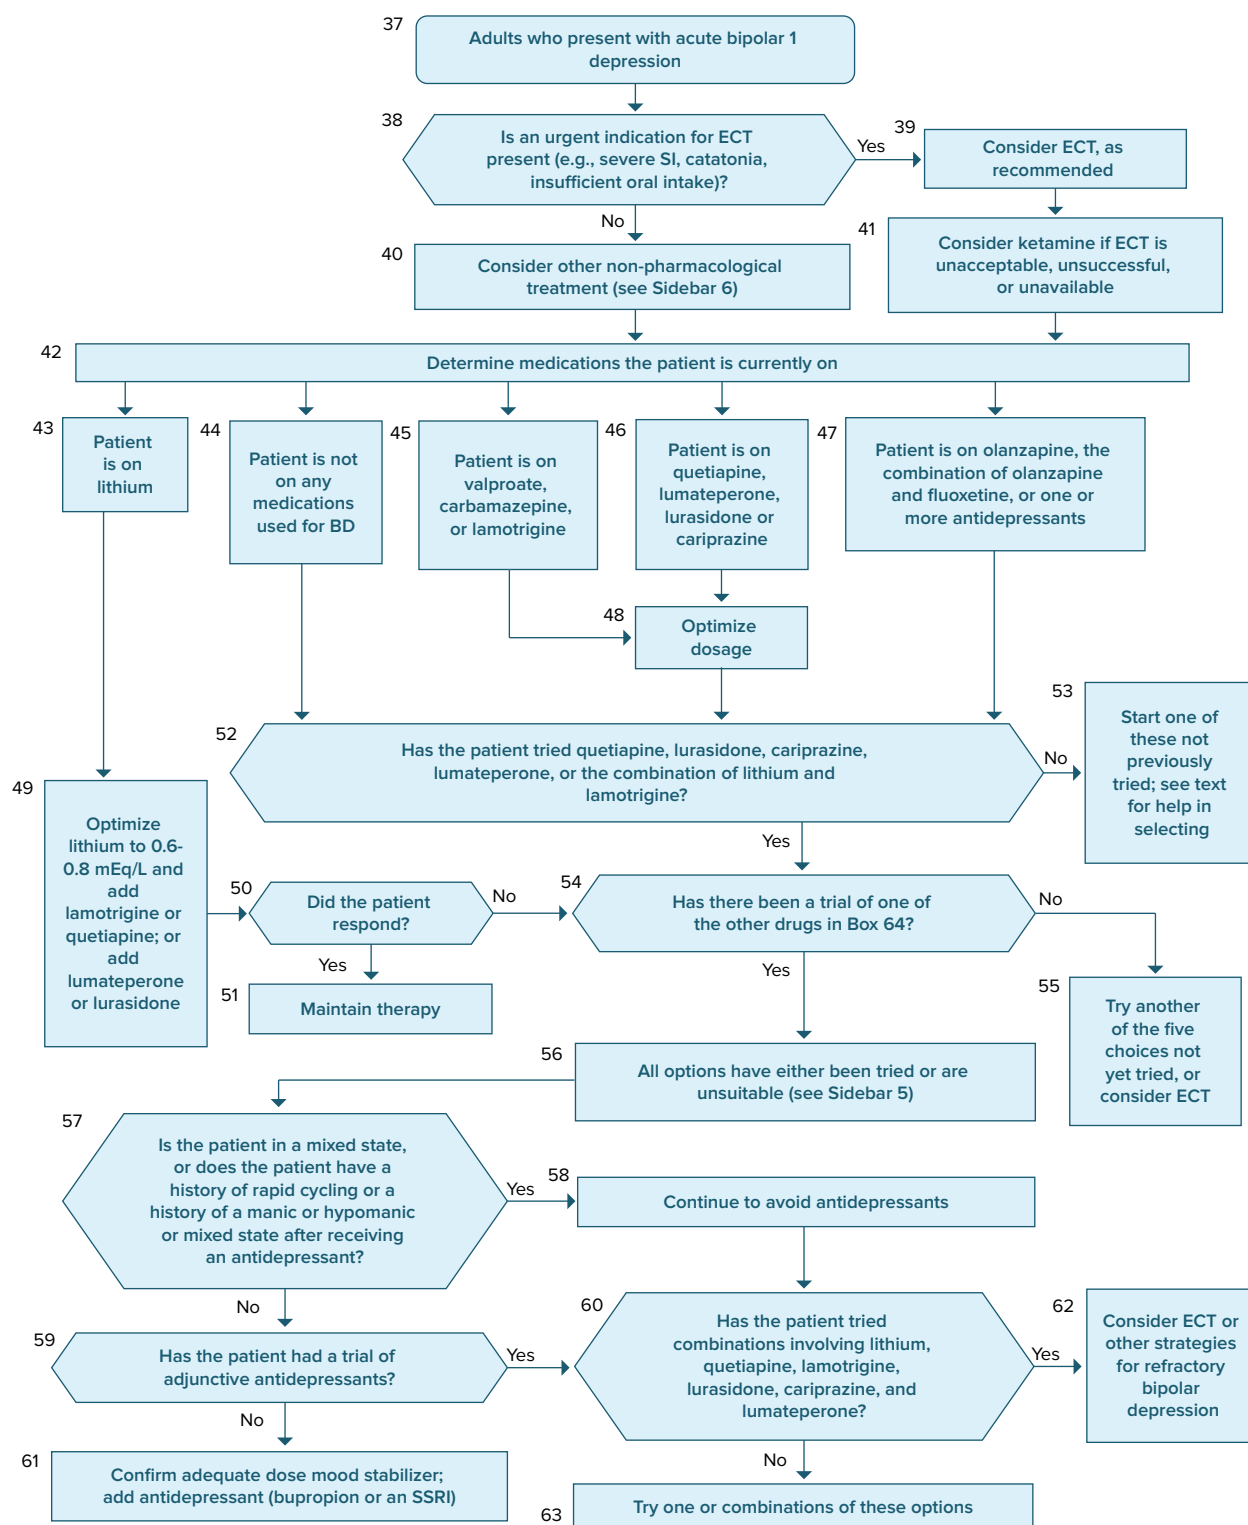 37
Adults who present with acute bipolar 1
depression
38
Is an urgent indication for ECT
present (e.g., severe SI, catatonia,
insufficient oral intake)?
Yes
39
Consider ECT, as
recommended
No
40
Consider other non-pharmacological
treatment (see Sidebar 6)
41
Consider ketamine if ECT is
unacceptable, unsuccessful,
or unavailable
42
Determine medications the patient is currently on
43
Patient
is on
lithium
44
Patient is not
on any
medications
used for BD
45
Patient is on
valproate,
carbamazepine,
or lamotrigine
46
Patient is on
quetiapine,
lumateperone,
lurasidone or
cariprazine
47
Patient is on olanzapine, the
combination of olanzapine
and fluoxetine, or one or
more antidepressants
48
Optimize
dosage
52
Has the patient tried quetiapine, lurasidone, cariprazine,
lumateperone, or the combination of lithium and
lamotrigine?
No
53
Start one of
these not
previously
tried; see text
for help in
selecting
Yes
49
Optimize
lithium to 0.6-
0.8 mEq/L and
add
lamotrigine or
quetiapine; or
add
lumateperone
or lurasidone
50
Did the patient
respond?
No
Yes
51
Maintain therapy
54
Has there been a trial of one of
the other drugs in Box 64?
No
Yes
55
Try another
of the five
choices not
yet tried, or
consider ECT
56
All options have either been tried or are
unsuitable (see Sidebar 5)
57
Is the patient in a mixed state,
or does the patient have a
history of rapid cycling or a
history of a manic or hypomanic
or mixed state after receiving
an antidepressant?
Yes
58
Continue to avoid antidepressants
No
59
Has the patient had a trial of
adjunctive antidepressants?
Yes
60
Has the patient tried
combinations involving lithium,
quetiapine, lamotrigine,
lurasidone, cariprazine, and
lumateperone?
Yes
62
Consider ECT or
other strategies
for refractory
bipolar
depression
No
61
Confirm adequate dose mood stabilizer;
add antidepressant (bupropion or an SSRI)
No
63
Try one or combinations of these options